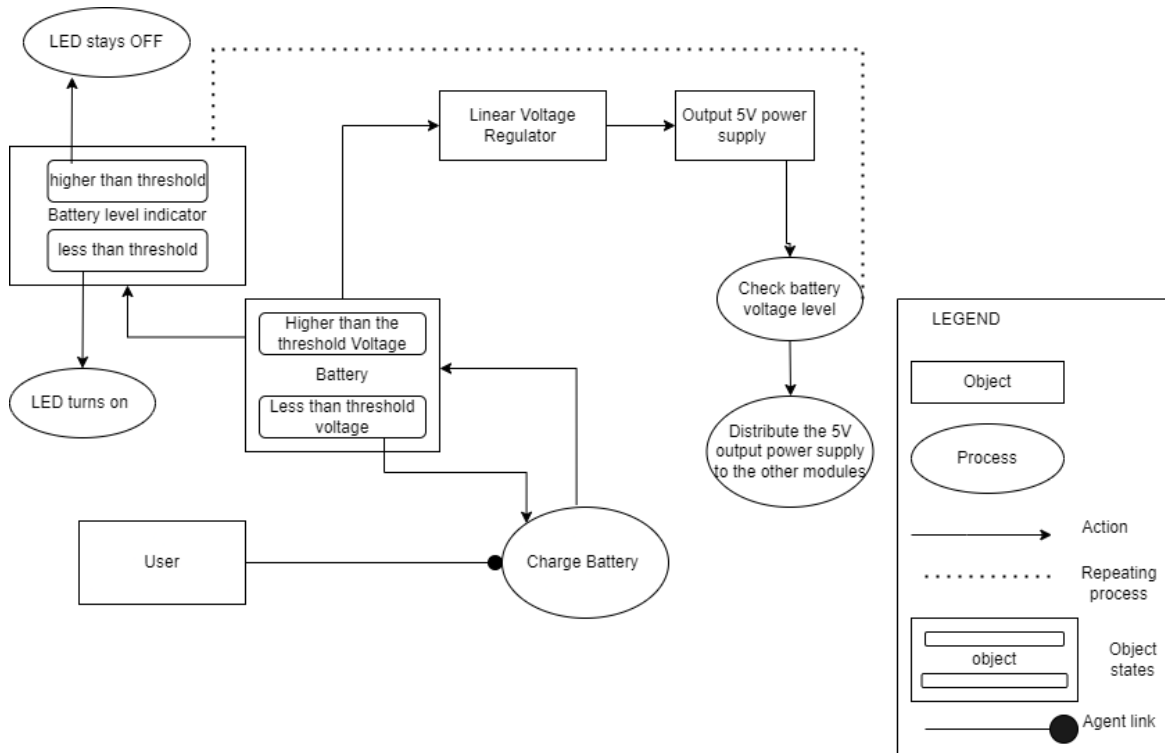 LED stays OFF
higher than threshold
Battery level indicator
less than threshold
LED turns on
Linear Voltage
Regulator
Output 5V power
supply
Check battery
voltage level
Distribute the 5V
output power supply
to the other modules
Higher than the
threshold Voltage
Battery
Less than threshold
voltage
User
Charge Battery
LEGEND
Object
Process
Action
Repeating
process
object
Object
states
Agent link